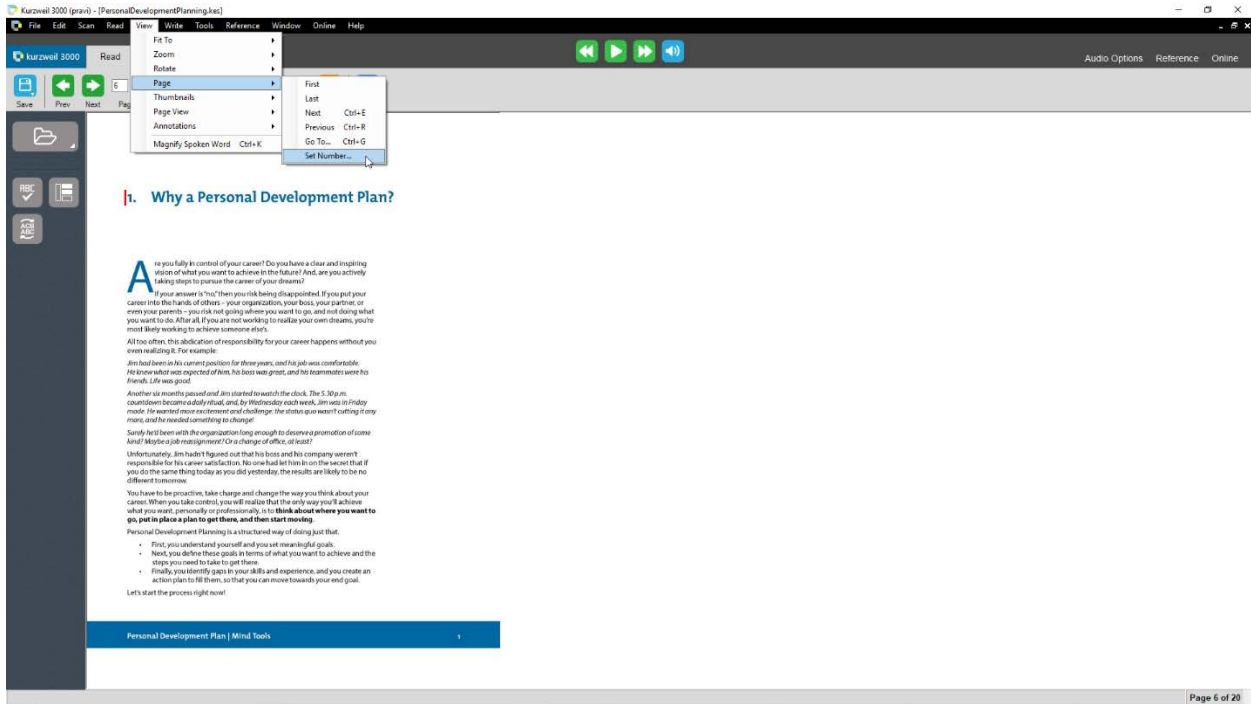 Kurzweil 3000 (pravi) - [PersonalDevelopmentPlanning.kes]
File Edit Scan Read View Write Tools Reference Window Online Help
kurzweil 3000 Read
Audio Options Reference Online
Save Prev Next Pag
6
Fit To
Zoom
Rotate
Page
Thumbnails
Page View
Annotations
Magnify Spoken Word Ctrl+K
First
Last
Next Ctrl+E
Previous Ctrl+R
Go To... Ctrl+G
Set Number...
ABC
ACB
ABC
1. Why a Personal Development Plan?
Are you fully in control of your career? Do you have a clear and inspiring
vision of what you want to achieve in the future? And, are you actively
taking steps to pursue the career of your dreams?
If your answer is "no," then you risk being disappointed. If you put your
career into the hands of others – your organization, your boss, your partner, or
even your parents – you risk not going where you want to go, and not doing what
you want to do. After all, if you are not working to realize your own dreams, you're
most likely working to achieve someone else's.
All too often, this abdication of responsibility for your career happens without you
even realizing it. For example:
Jim had been in his current position for three years, and his job was comfortable.
He knew what was expected of him, his boss was great, and his teammates were his
friends. Life was good.
Another six months passed and Jim started to watch the clock. The 5.30 p.m.
countdown became a daily ritual, and, by Wednesday each week, Jim was in Friday
mode. He wanted more excitement and challenge: the status quo wasn't cutting it any
more, and he needed something to change!
Surely he'd been with the organization long enough to deserve a promotion of some
kind? Maybe a job reassignment? Or a change of office, at least?
Unfortunately, Jim hadn't figured out that his boss and his company weren't
responsible for his career satisfaction. No one had let him in on the secret that if
you do the same thing today as you did yesterday, the results are likely to be no
different tomorrow.
You have to be proactive, take charge and change the way you think about your
career. When you take control, you will realize that the only way you'll achieve
what you want, personally or professionally, is to think about where you want to
go, put in place a plan to get there, and then start moving.
Personal Development Planning is a structured way of doing just that.
• First, you understand yourself and you set meaningful goals.
• Next, you define these goals in terms of what you want to achieve and the
steps you need to take to get there.
• Finally, you identify gaps in your skills and experience, and you create an
action plan to fill them, so that you can move towards your end goal.
Let's start the process right now!
Personal Development Plan | Mind Tools 1
Page 6 of 20